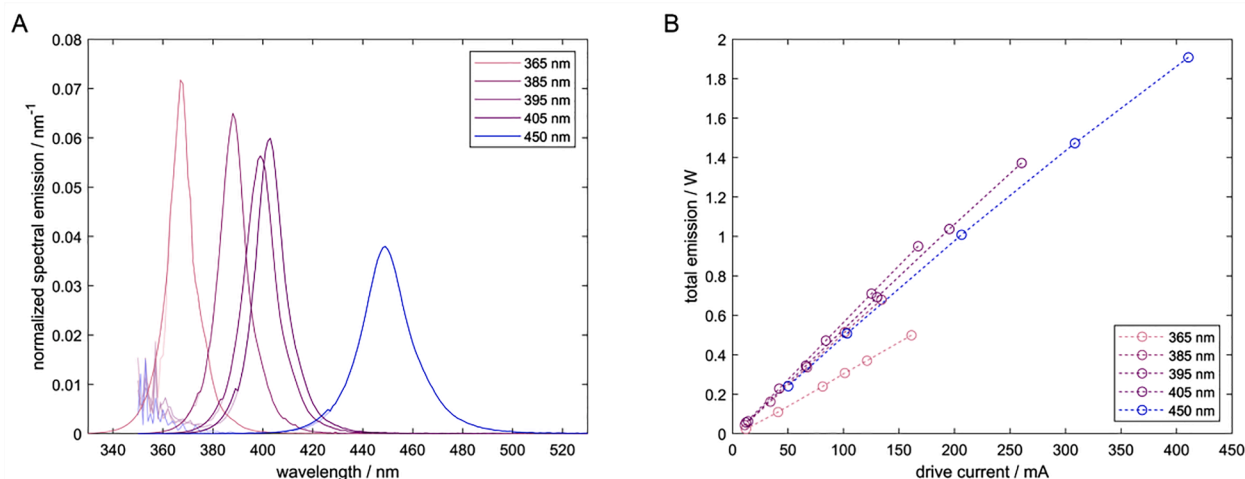 A
normalized spectral emission / nm-1
0.08
0.07
0.06
0.05
0.04
0.03
0.02
0.01
0
340 360 380 400 420 440 460 480 500 520
wavelength / nm
365 nm
385 nm
395 nm
405 nm
450 nm
B
total emission / W
2
1.8
1.6
1.4
1.2
1
0.8
0.6
0.4
0.2
0
0 50 100 150 200 250 300 350 400 450
drive current / mA
365 nm
385 nm
395 nm
405 nm
450 nm